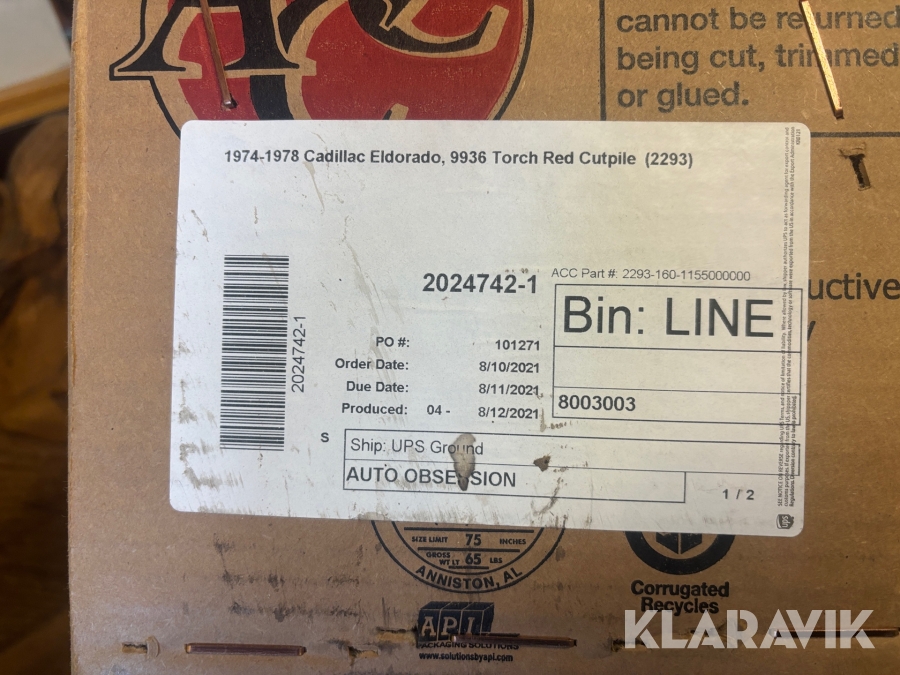 ACC
cannot be returned
being cut, trimmed
or glued.
1974-1978 Cadillac Eldorado, 9936 Torch Red Cutpile (2293)
2024742-1
ACC Part #: 2293-160-1155000000
Bin: LINE
uctive
2024742-1
PO #: 101271
Order Date: 8/10/2021
Due Date: 8/11/2021
Produced: 04 - 8/12/2021
8003003
S
Ship: UPS Ground
AUTO OBSESSION
1 / 2
ups
SIZE LIMIT 75 INCHES
GROSS WT LT 65 LBS
ANNISTON, AL
API
PACKAGING SOLUTIONS
www.solutionsbyapi.com
Corrugated
Recycles
KLARAVIK